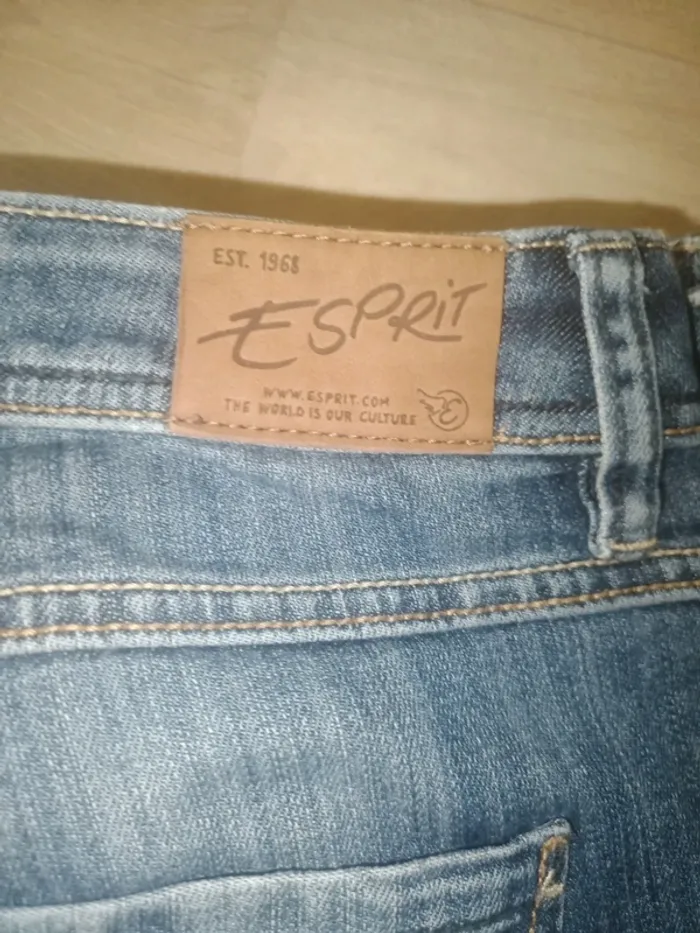 EST. 1968
ESPRIT
WWW.ESPRIT.COM
THE WORLD IS OUR CULTURE